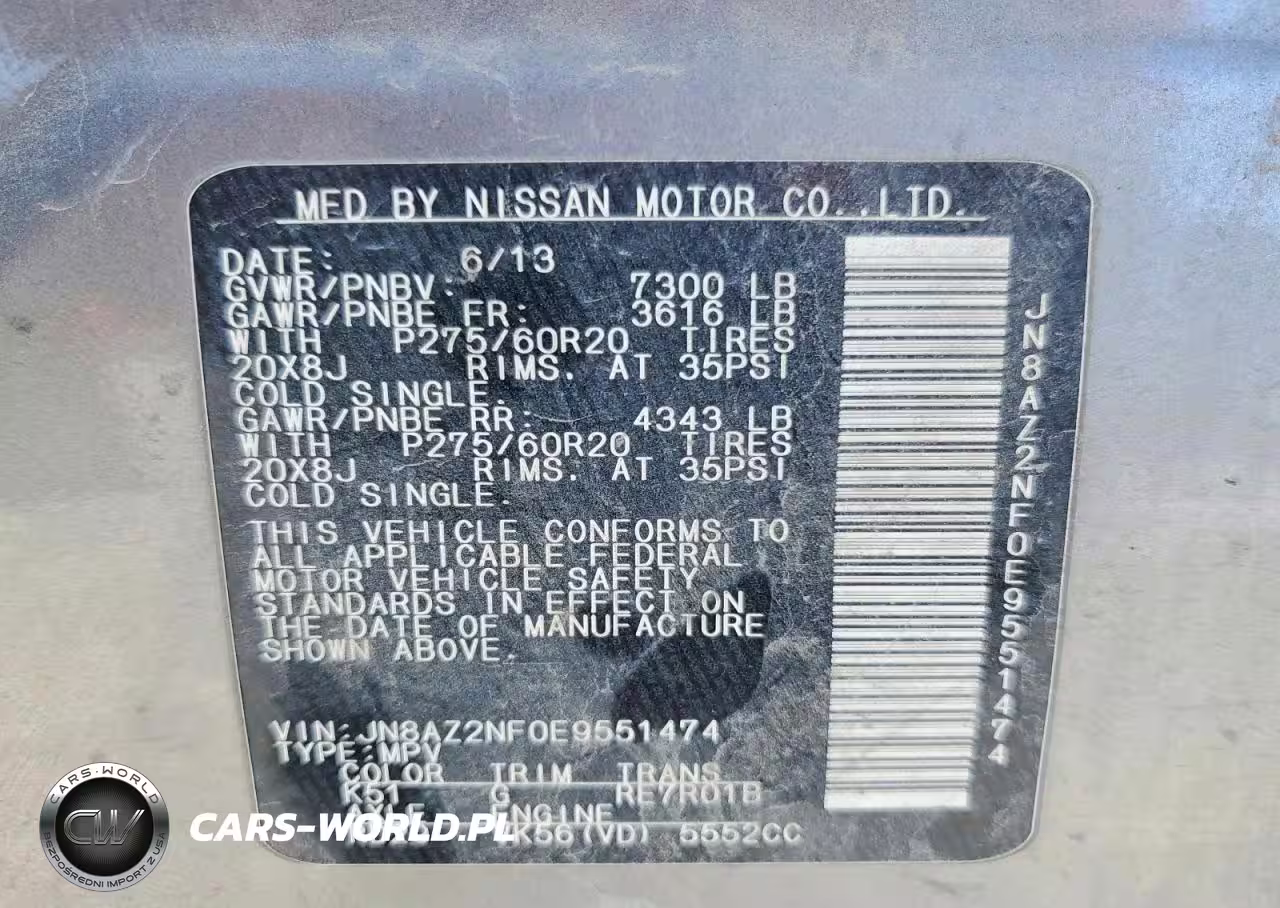 MFD BY NISSAN MOTOR CO.,LTD.
DATE: 6/13
GVWR/PNBV: 7300 LB
GAWR/PNBE FR: 3616 LB
WITH P275/60R20 TIRES
20X8J RIMS. AT 35PSI
COLD SINGLE.
GAWR/PNBE RR: 4343 LB
WITH P275/60R20 TIRES
20X8J RIMS. AT 35PSI
COLD SINGLE.
THIS VEHICLE CONFORMS TO
ALL APPLICABLE FEDERAL
MOTOR VEHICLE SAFETY
STANDARDS IN EFFECT ON
THE DATE OF MANUFACTURE
SHOWN ABOVE.
VIN:JN8AZ2NF0E9551474
TYPE:MPV
COLOR TRIM TRANS
K51 G RE7R01B
ENGINE
K56(VD) 5552CC
JN8AZ2NF0E9551474
CARS-WORLD
CW
BEZPOŚREDNI IMPORT Z USA
CARS-WORLD.PL